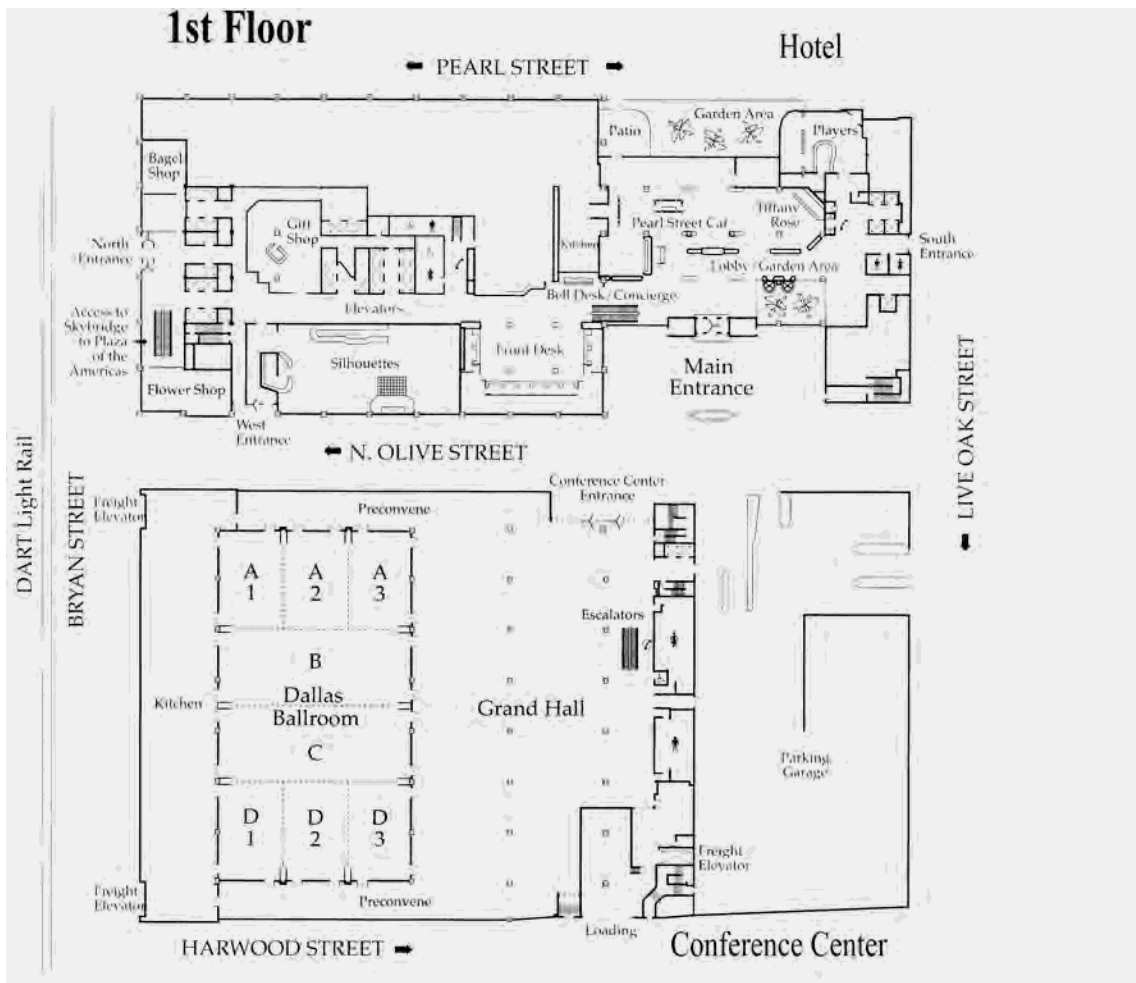 1st Floor
Hotel
PEARL STREET
Garden Area
Patio
Players
Bagel
Shop
Gift
Shop
Tiffany
Rose
Pearl Street Caf
North
Entrance
Kitchen
South
Entrance
Lobby/Garden Area
Bell Desk/Concierge
Elevators
Access to
Skybridge
to Plaza
of the
Americas
Front Desk
Silhouettes
Main
Entrance
Flower Shop
West
Entrance
N. OLIVE STREET
LIVE OAK STREET
DART Light Rail
BRYAN STREET
Conference Center
Entrance
Freight
Elevator
Preconvene
A
1
A
2
A
3
Escalators
B
Dallas
Ballroom
Kitchen
Grand Hall
C
Parking
Garage
D
1
D
2
D
3
Freight
Elevator
Freight
Elevator
Preconvene
Loading
HARWOOD STREET
Conference Center